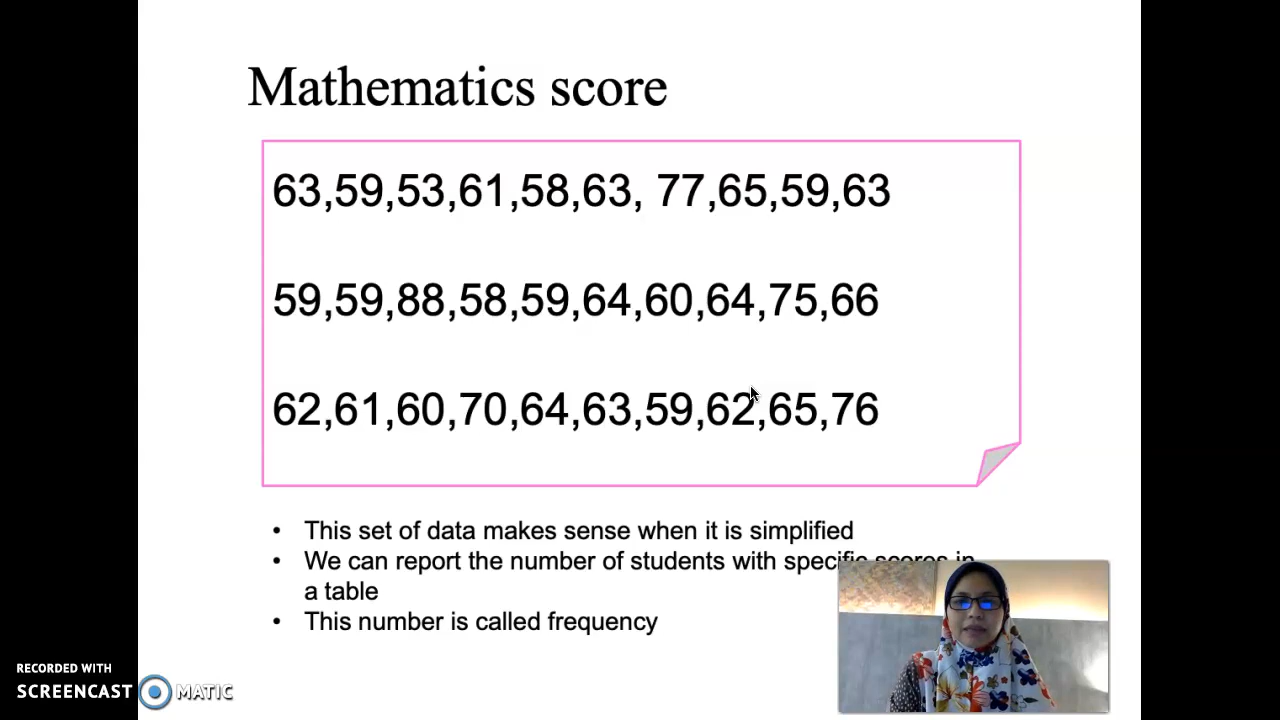 Mathematics score
63,59,53,61,58,63, 77,65,59,63
59,59,88,58,59,64,60,64,75,66
62,61,60,70,64,63,59,62,65,76
• This set of data makes sense when it is simplified
• We can report the number of students with specific scores in
a table
• This number is called frequency
RECORDED WITH
SCREENCAST MATIC